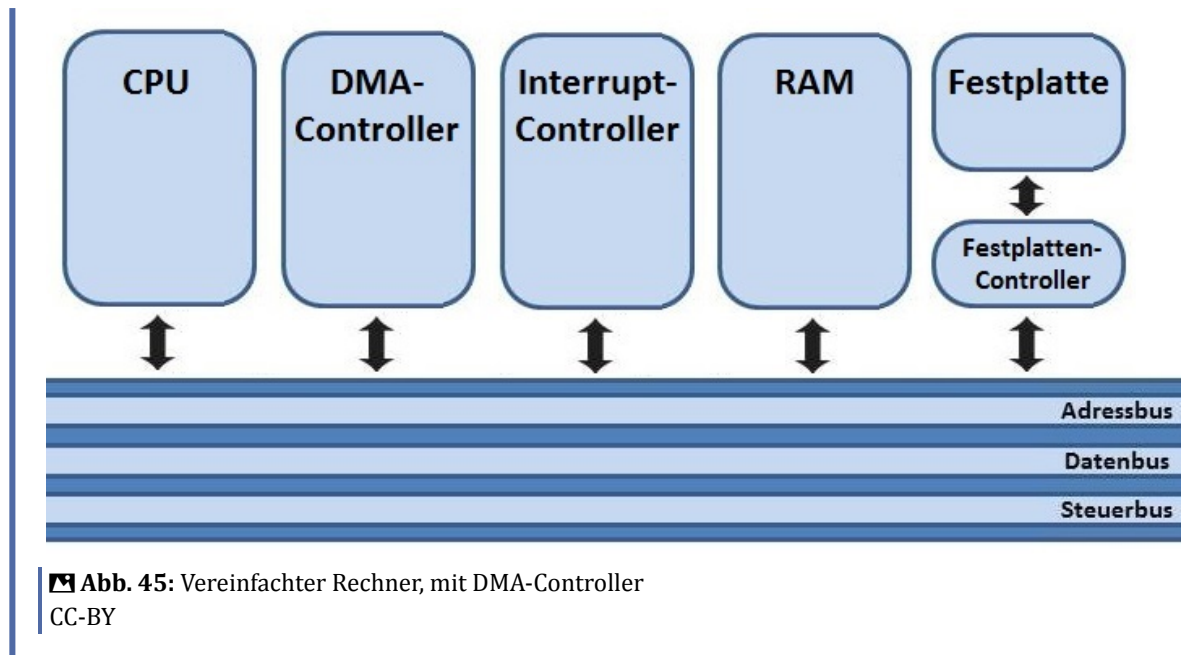 CPU
DMA-
Controller
Interrupt-
Controller
RAM
Festplatte
Festplatten-
Controller
Adressbus
Datenbus
Steuerbus
Abb. 45: Vereinfachter Rechner, mit DMA-Controller
CC-BY